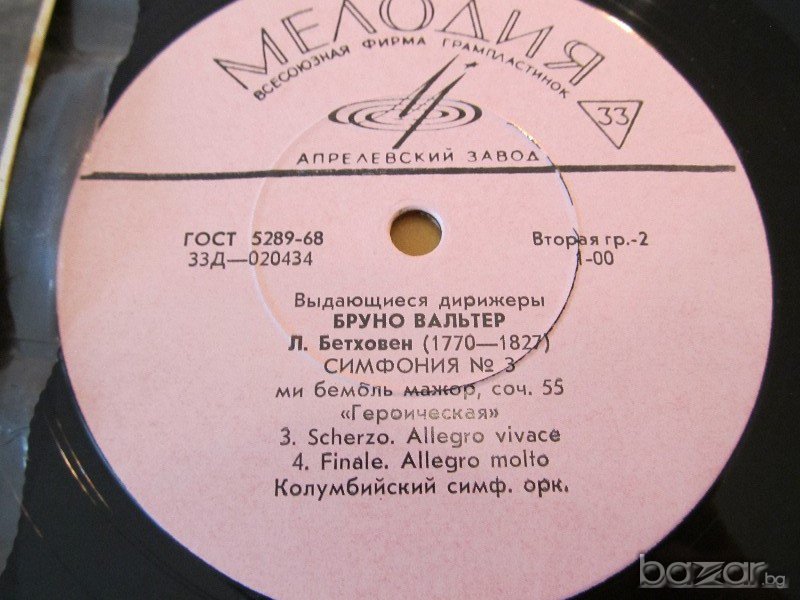 МЕЛОДИЯ
ВСЕСОЮЗНАЯ ФИРМА ГРАМПЛАСТИНОК
33
АПРЕЛЕВСКИЙ ЗАВОД
ГОСТ 5289-68 Вторая гр.-2
33Д—020434 1-00
Выдающиеся дирижеры
БРУНО ВАЛЬТЕР
Л. Бетховен (1770—1827)
СИМФОНИЯ № 3
ми бемоль мажор, соч. 55
«Героическая»
3. Scherzo. Allegro vivace
4. Finale. Allegro molto
Колумбийский симф. орк.
bazar.bg